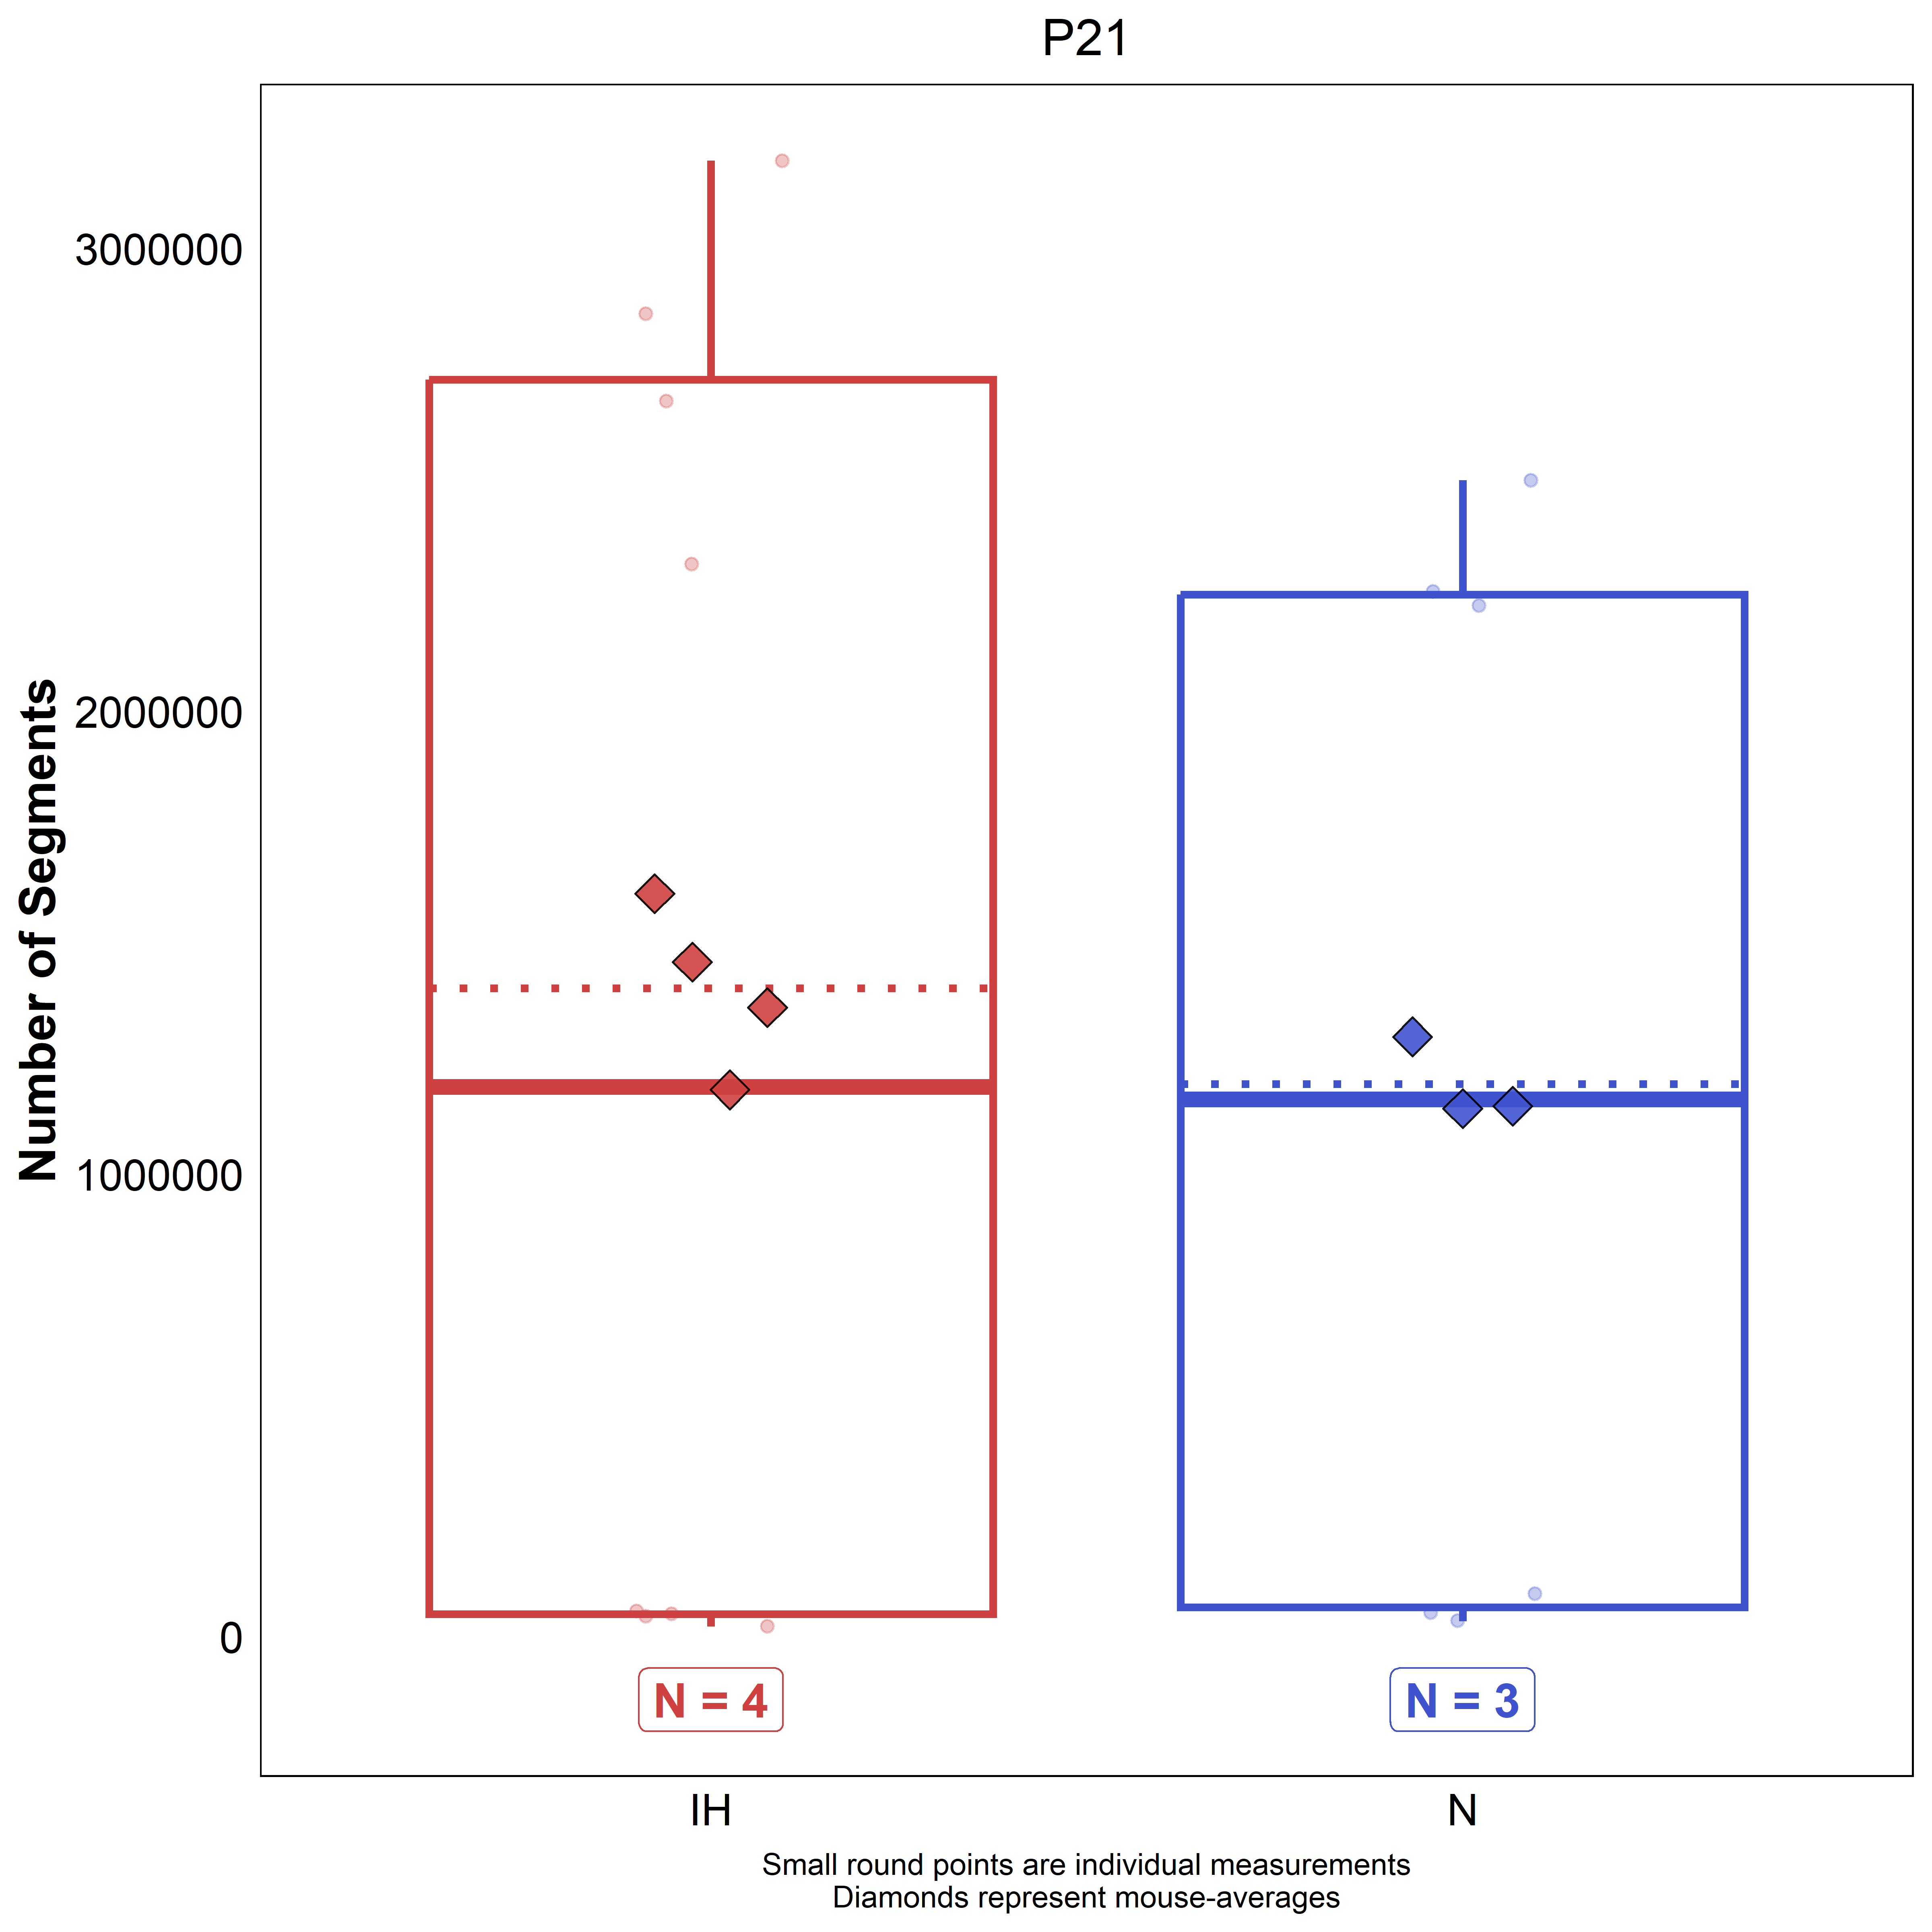 P21
Number of Segments
3000000
2000000
1000000
0
N = 4
N = 3
IH
N
Small round points are individual measurements
Diamonds represent mouse-averages